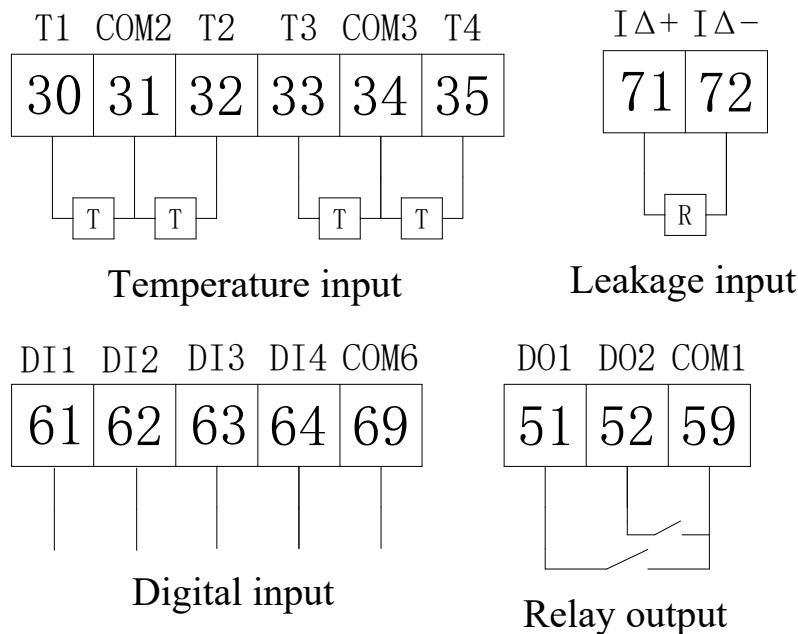 T1 COM2 T2 T3 COM3 T4
30 31 32 33 34 35
T T T T
Temperature input
IΔ+ IΔ-
71 72
R
Leakage input
DI1 DI2 DI3 DI4 COM6
61 62 63 64 69
Digital input
DO1 DO2 COM1
51 52 59
Relay output